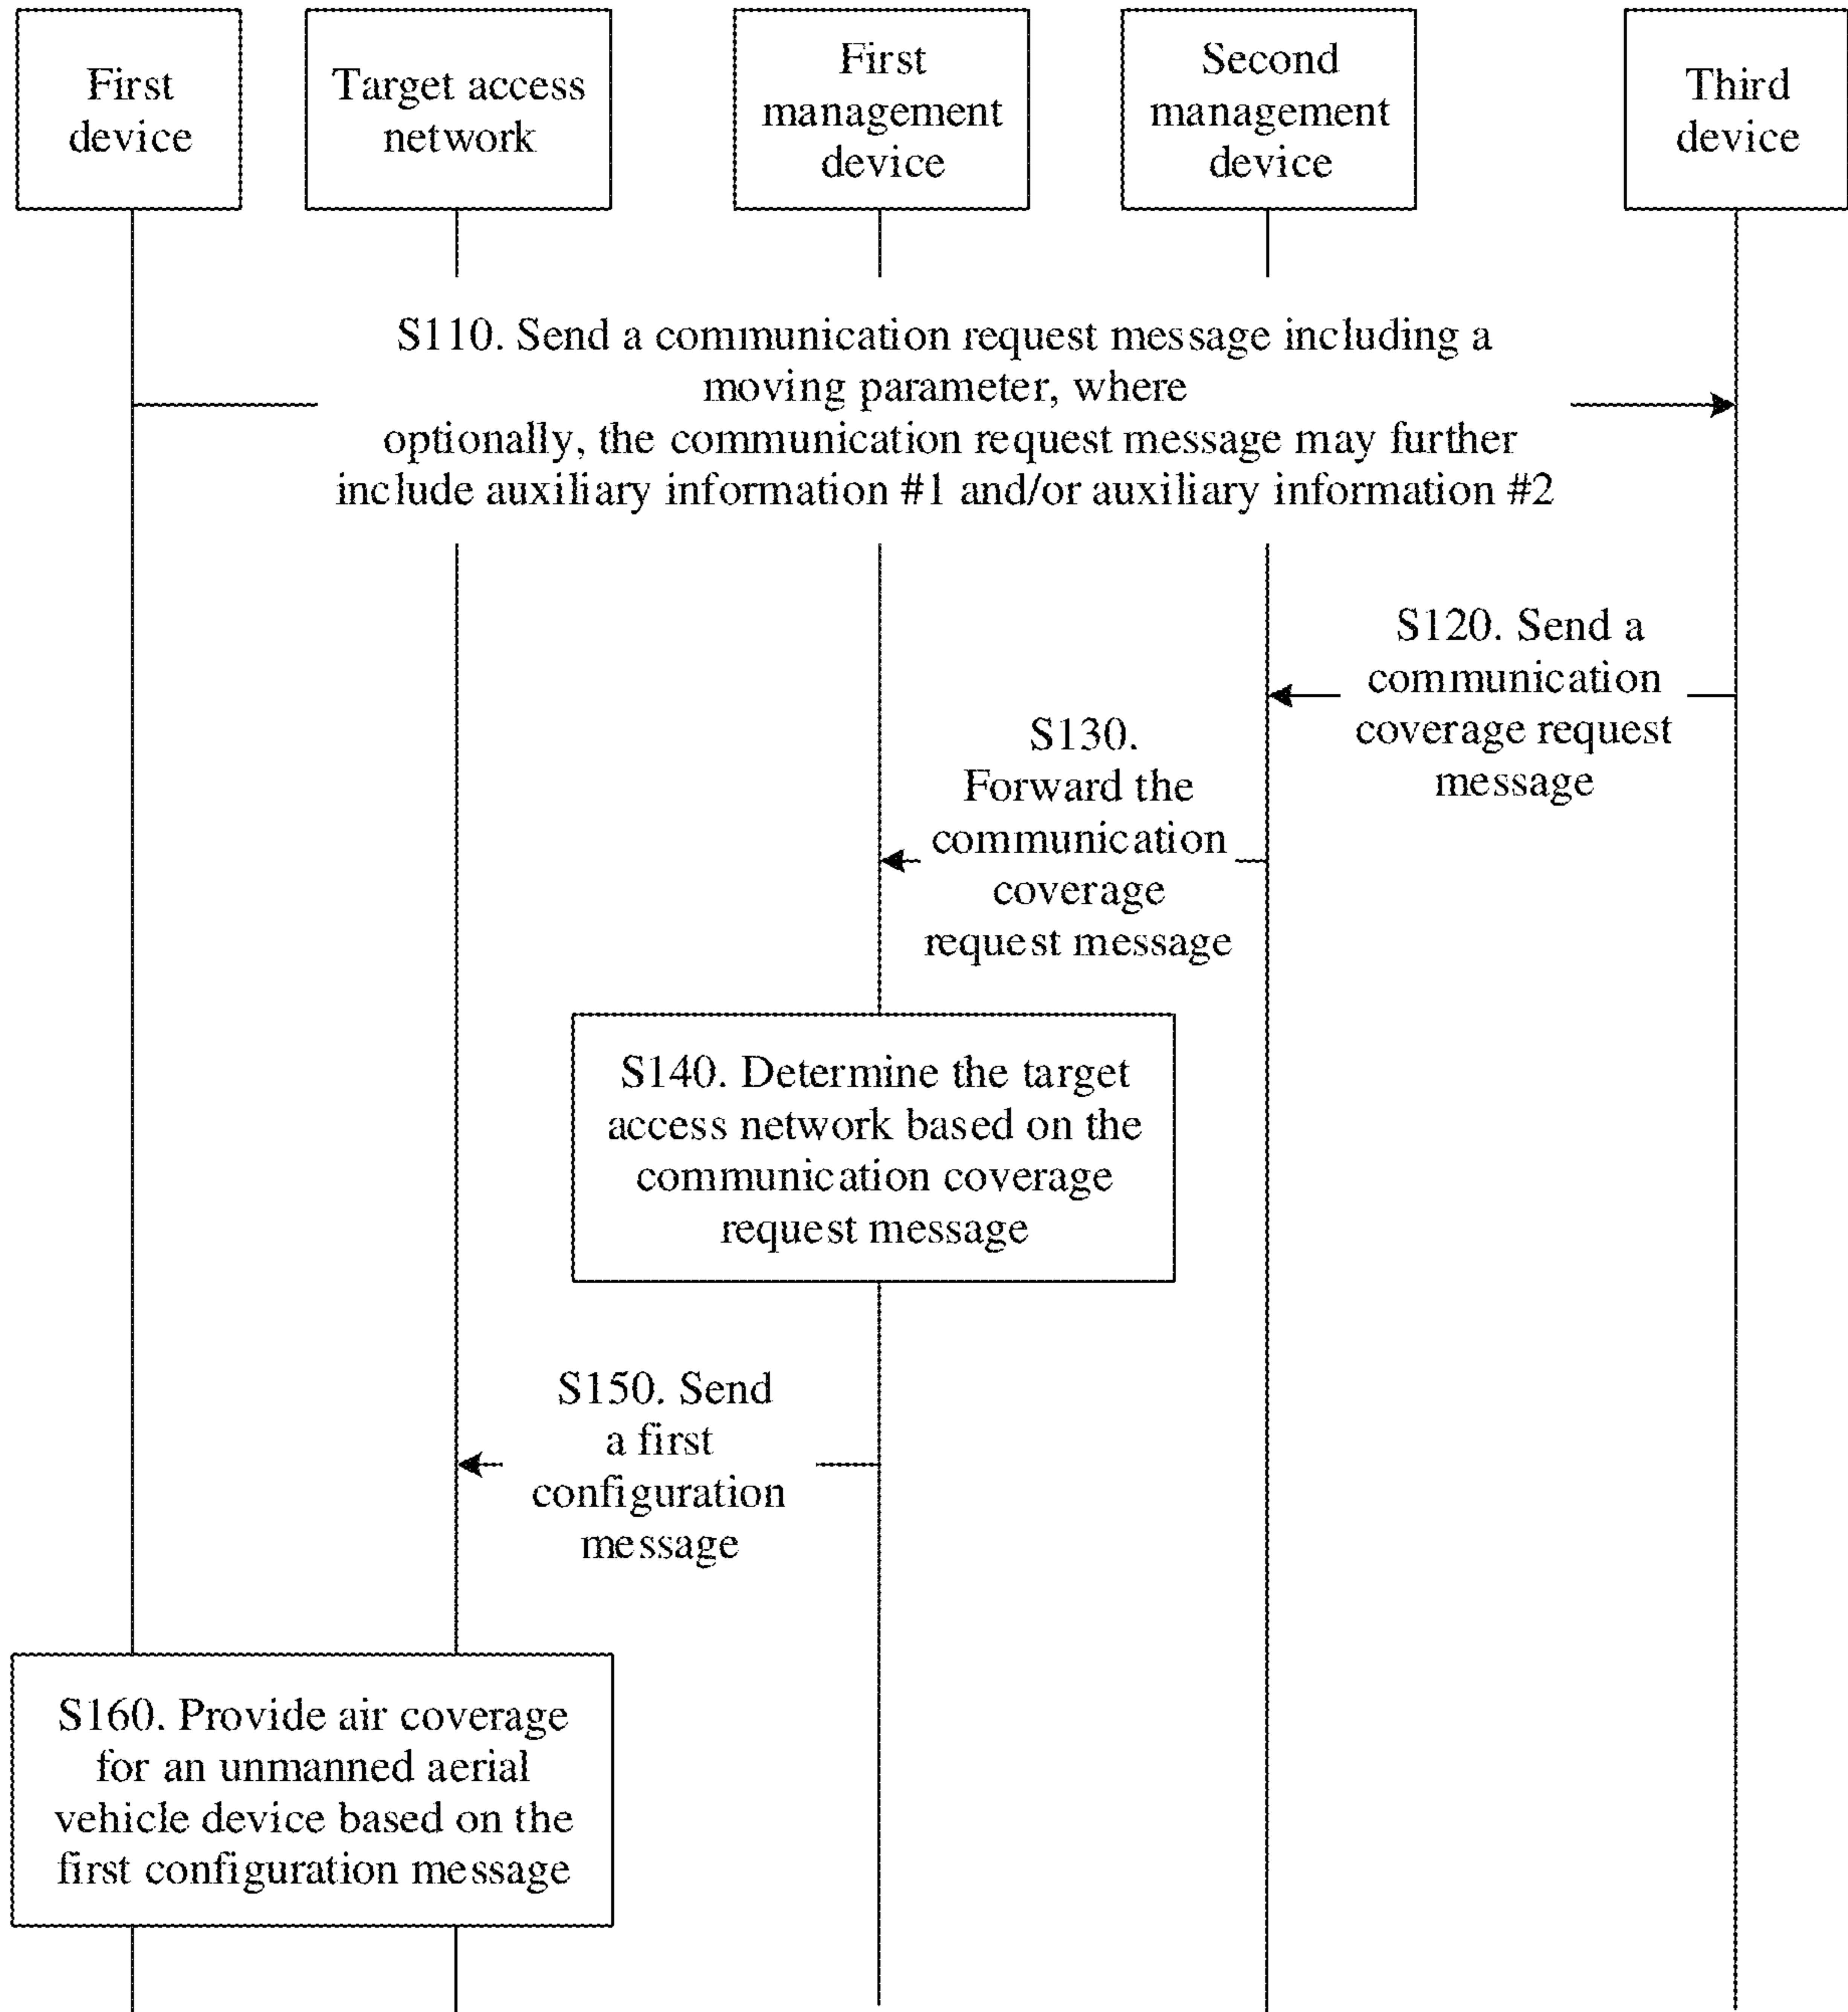 First
device
Target access
network
First
management
device
Second
management
device
Third
device
S110. Send a communication request message including a
moving parameter, where
optionally, the communication request message may further
include auxiliary information #1 and/or auxiliary information #2
S120. Send a
communication
coverage request
message
S130.
Forward the
communication
coverage
request message
S140. Determine the target
access network based on the
communication coverage
request message
S150. Send
a first
configuration
message
S160. Provide air coverage
for an unmanned aerial
vehicle device based on the
first configuration message